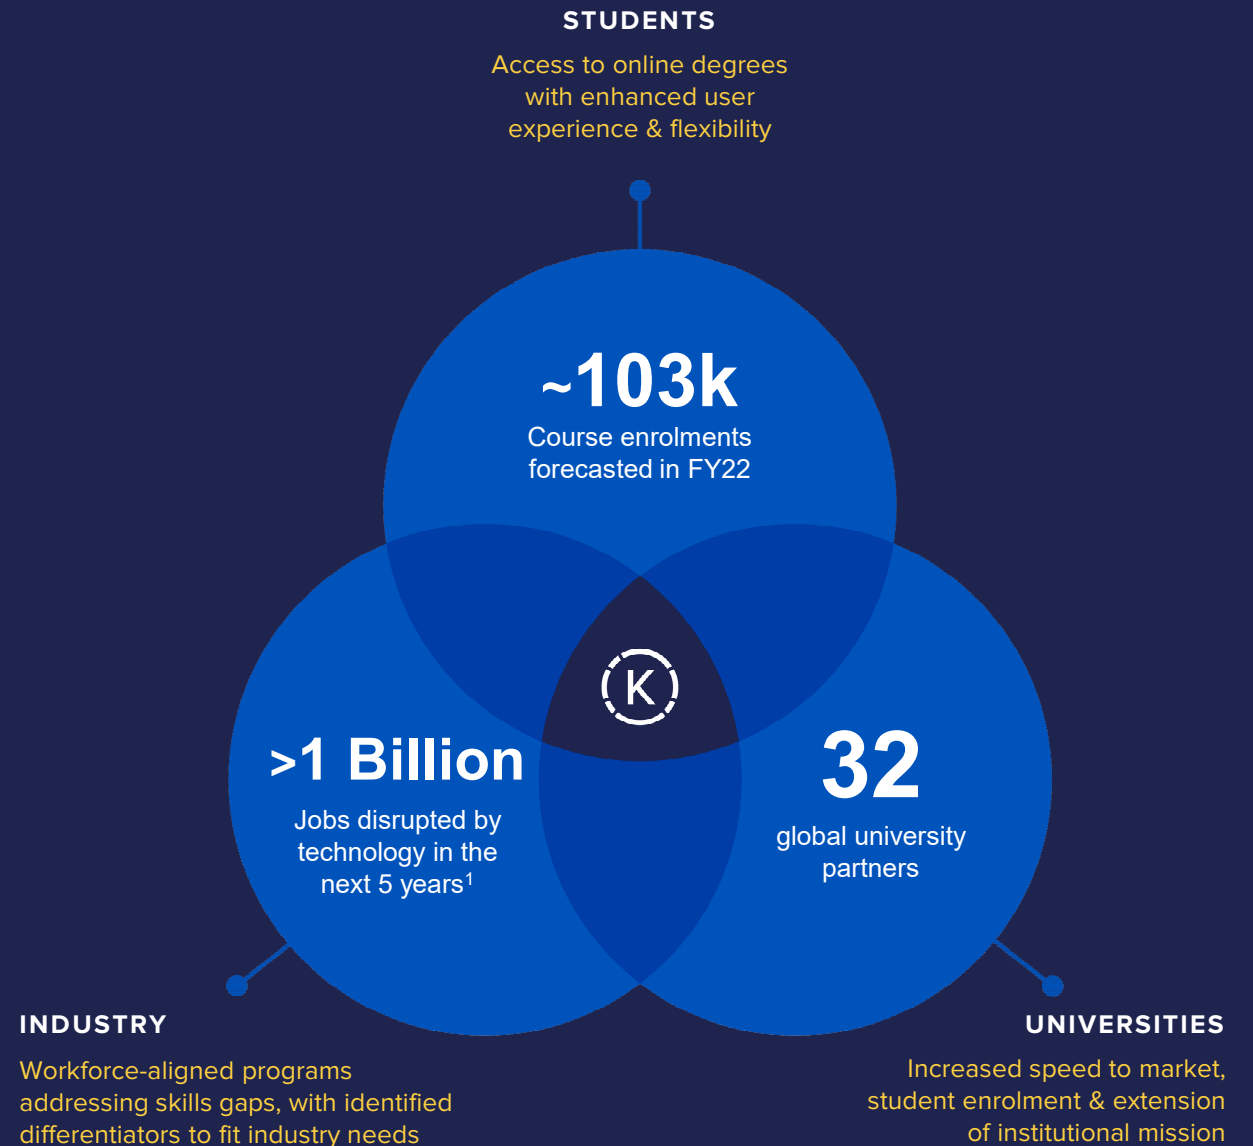 STUDENTS
Access to online degrees
with enhanced user
experience & flexibility
~103k
Course enrolments
forecasted in FY22
K
>1 Billion
Jobs disrupted by
technology in the
next 5 years¹
32
global university
partners
INDUSTRY
Workforce-aligned programs
addressing skills gaps, with identified
differentiators to fit industry needs
UNIVERSITIES
Increased speed to market,
student enrolment & extension
of institutional mission